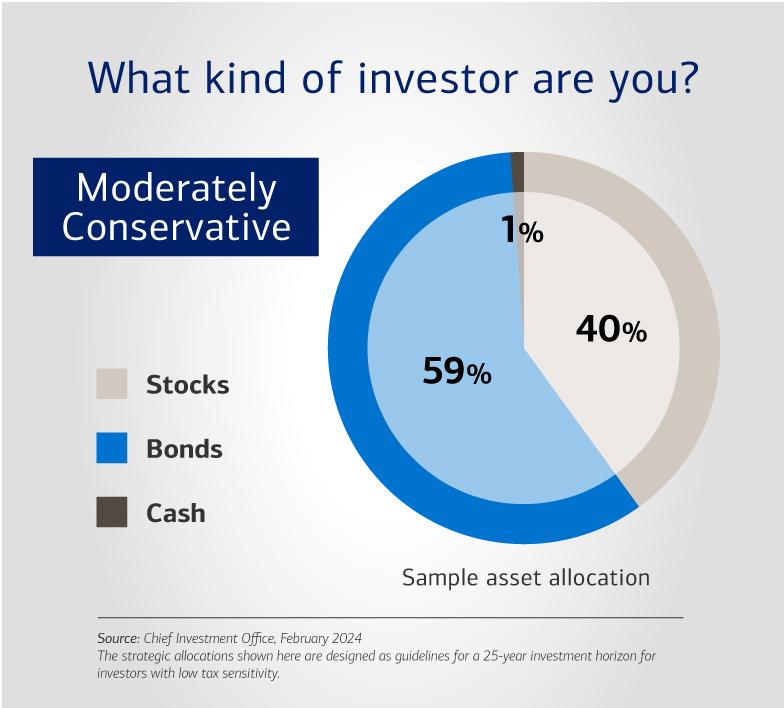 What kind of investor are you?
Moderately
Conservative
1%
40%
59%
Stocks
Bonds
Cash
Sample asset allocation
Source: Chief Investment Office, February 2024
The strategic allocations shown here are designed as guidelines for a 25-year investment horizon for
investors with low tax sensitivity.